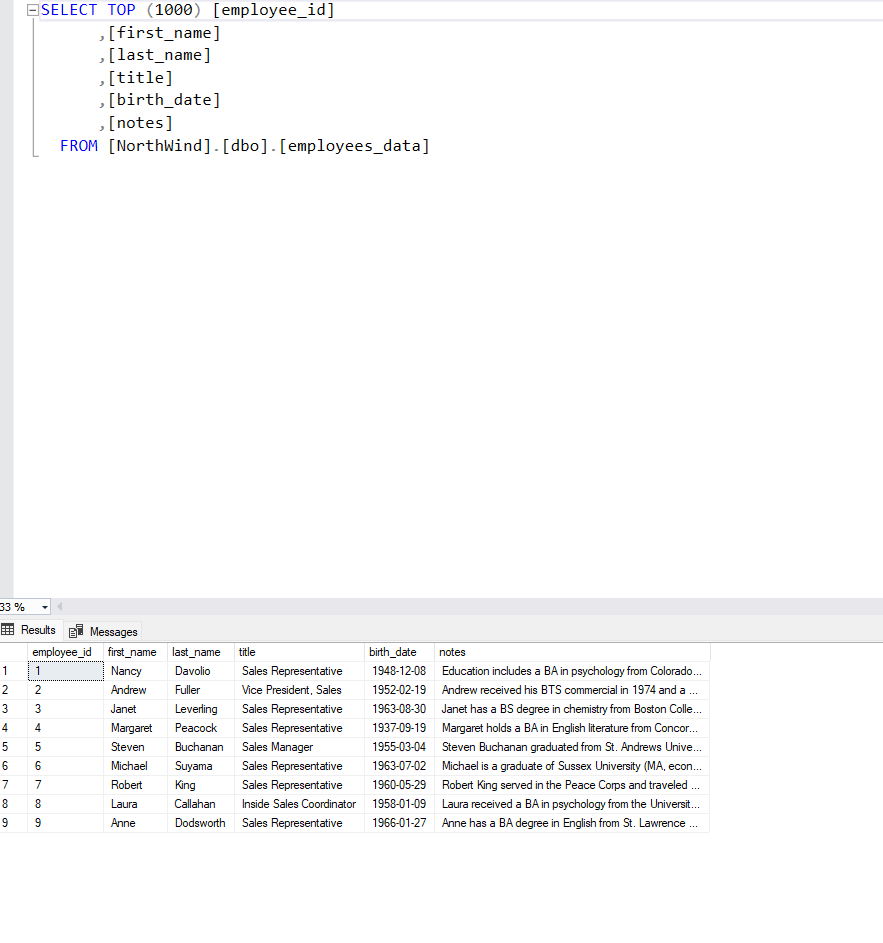 SELECT TOP (1000) [employee_id]
,[first_name]
,[last_name]
,[title]
,[birth_date]
,[notes]
FROM [NorthWind].[dbo].[employees_data]
33 %
Results Messages
employee_id first_name last_name title birth_date notes
1 1 Nancy Davolio Sales Representative 1948-12-08 Education includes a BA in psychology from Colorado...
2 2 Andrew Fuller Vice President, Sales 1952-02-19 Andrew received his BTS commercial in 1974 and a ...
3 3 Janet Leverling Sales Representative 1963-08-30 Janet has a BS degree in chemistry from Boston Colle...
4 4 Margaret Peacock Sales Representative 1937-09-19 Margaret holds a BA in English literature from Concor...
5 5 Steven Buchanan Sales Manager 1955-03-04 Steven Buchanan graduated from St. Andrews Unive...
6 6 Michael Suyama Sales Representative 1963-07-02 Michael is a graduate of Sussex University (MA, econ...
7 7 Robert King Sales Representative 1960-05-29 Robert King served in the Peace Corps and traveled ...
8 8 Laura Callahan Inside Sales Coordinator 1958-01-09 Laura received a BA in psychology from the Universit...
9 9 Anne Dodsworth Sales Representative 1966-01-27 Anne has a BA degree in English from St. Lawrence ...